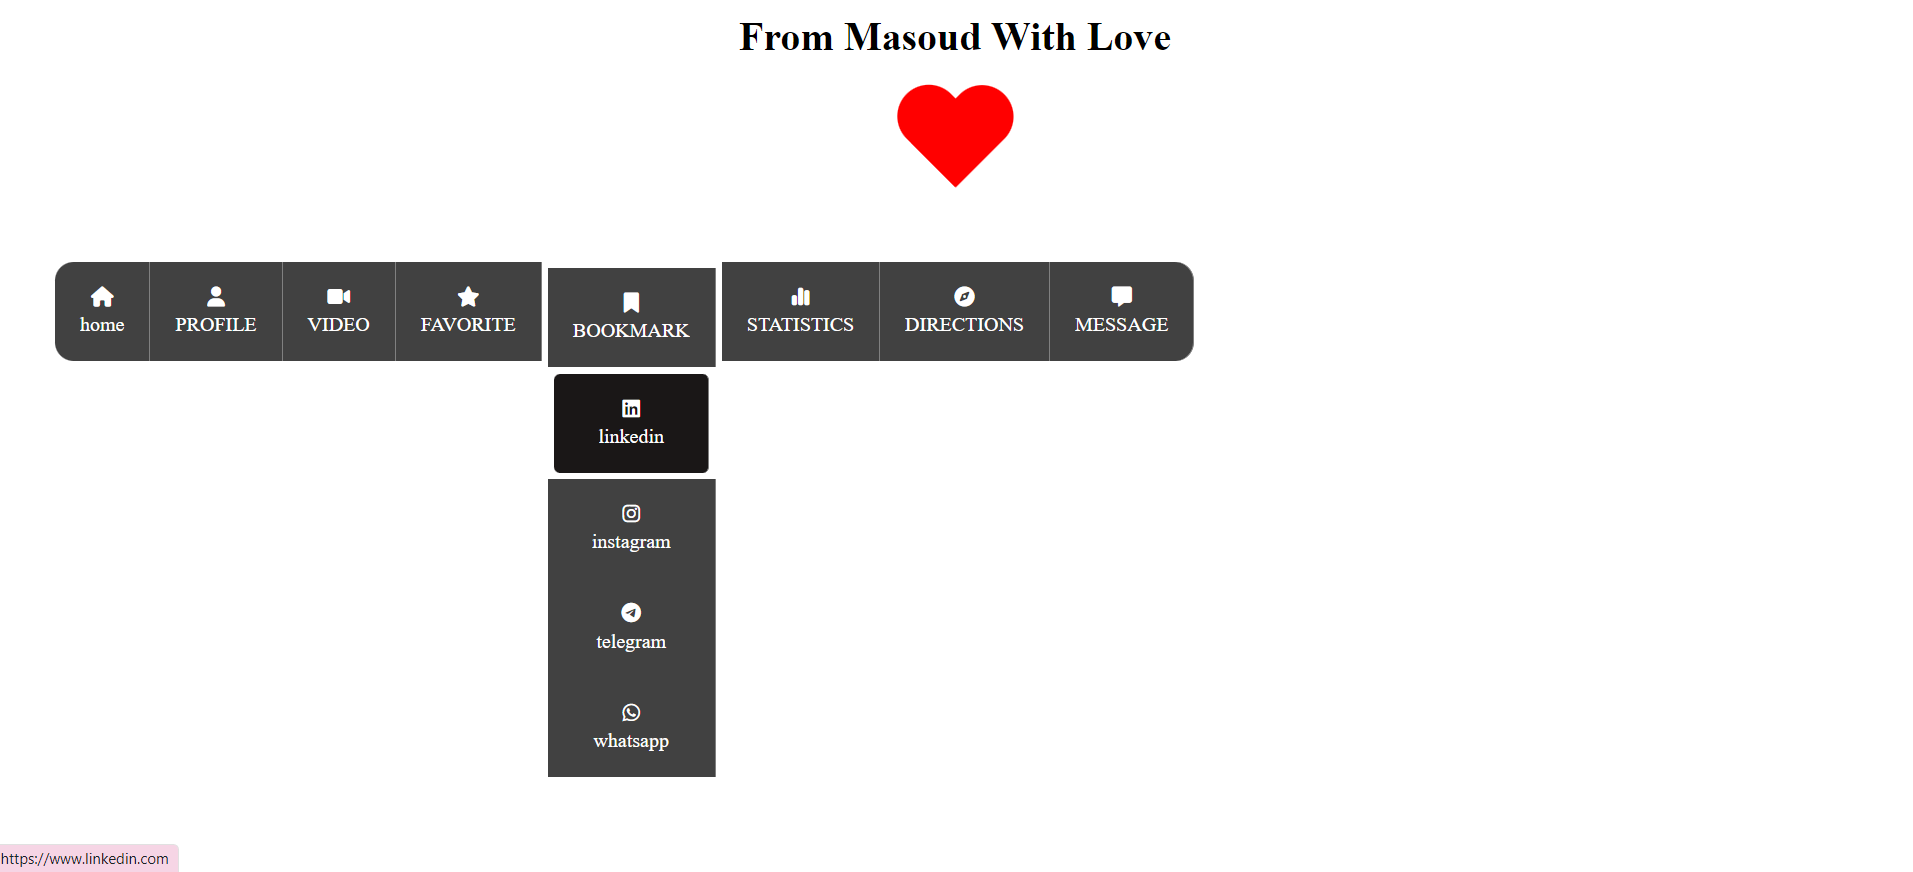 From Masoud With Love
home
PROFILE
VIDEO
FAVORITE
BOOKMARK
STATISTICS
DIRECTIONS
MESSAGE
linkedin
instagram
telegram
whatsapp
https://www.linkedin.com